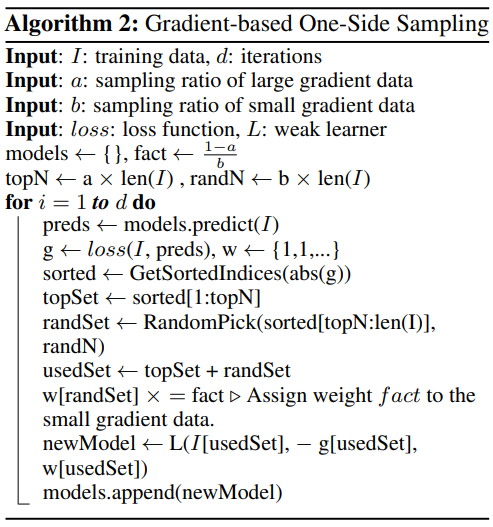 Algorithm 2: Gradient-based One-Side Sampling
Input: I: training data, d: iterations
Input: a: sampling ratio of large gradient data
Input: b: sampling ratio of small gradient data
Input: loss: loss function, L: weak learner
models ← {}, fact ← 1−a/b
topN ← a × len(I) , randN ← b × len(I)
for i = 1 to d do
preds ← models.predict(I)
g ← loss(I, preds), w ← {1,1,...}
sorted ← GetSortedIndices(abs(g))
topSet ← sorted[1:topN]
randSet ← RandomPick(sorted[topN:len(I)],
randN)
usedSet ← topSet + randSet
w[randSet] × = fact ▷ Assign weight fact to the
small gradient data.
newModel ← L(I[usedSet], − g[usedSet],
w[usedSet])
models.append(newModel)